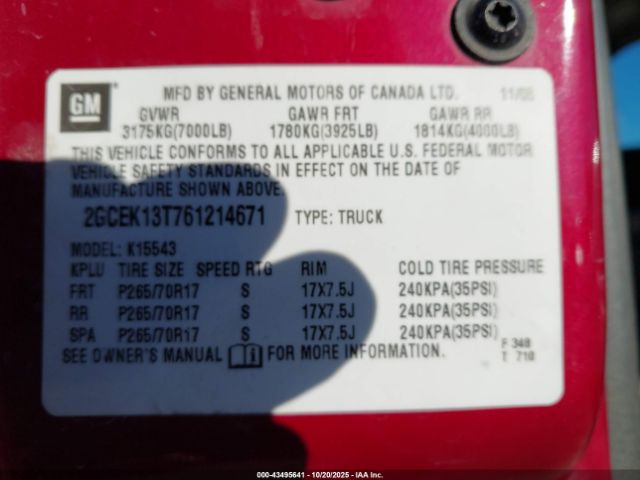 GM
MFD BY GENERAL MOTORS OF CANADA LTD. 11/05
GVWR GAWR FRT GAWR RR
3175KG(7000LB) 1780KG(3925LB) 1814KG(4000LB)
THIS VEHICLE CONFORMS TO ALL APPLICABLE U.S. FEDERAL MOTOR
VEHICLE SAFETY STANDARDS IN EFFECT ON THE DATE OF
MANUFACTURE SHOWN ABOVE.
2GCEK13T761214671 TYPE: TRUCK
MODEL: K15543
KPLU TIRE SIZE SPEED RTG RIM COLD TIRE PRESSURE
FRT P265/70R17 S 17X7.5J 240KPA(35PSI)
RR P265/70R17 S 17X7.5J 240KPA(35PSI)
SPA P265/70R17 S 17X7.5J 240KPA(35PSI)
SEE OWNER'S MANUAL FOR MORE INFORMATION.
F 348
T 710
000-43495641 | 10/20/2025 | IAA Inc.